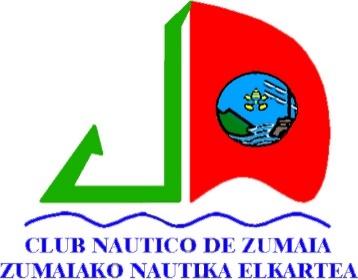 CLUB NAUTICO DE ZUMAIA
ZUMAIAKO NAUTIKA ELKARTEA